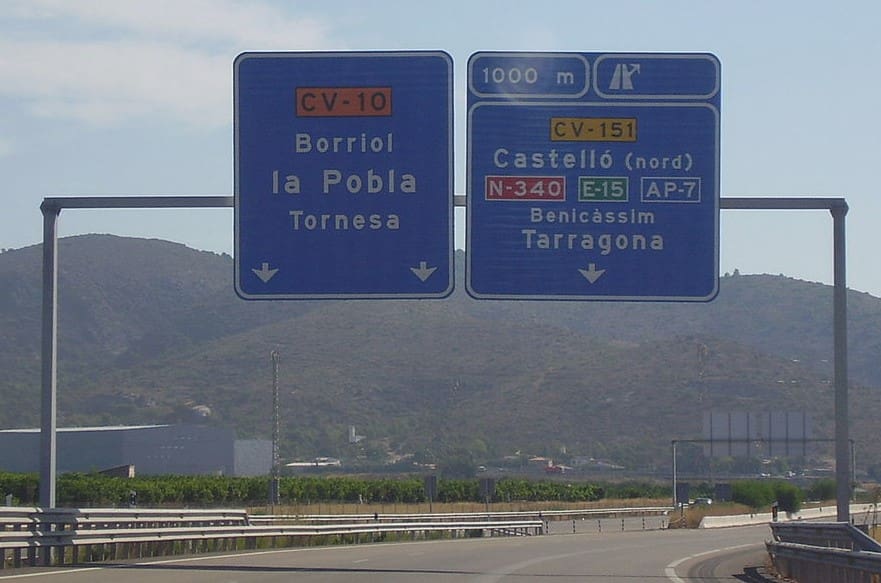 CV-10
Borriol
la Pobla
Tornesa
1000 m
CV-151
Castelló (nord)
N-340 E-15 AP-7
Benicàssim
Tarragona